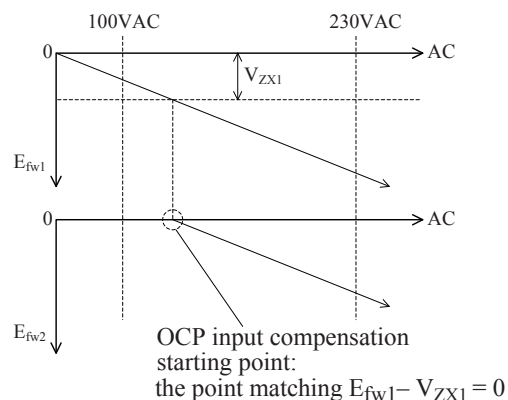 100VAC 230VAC
0 AC
V_ZX1
E_fw1
0 AC
E_fw2
OCP input compensation
starting point:
the point matching E_fw1 – V_ZX1 = 0